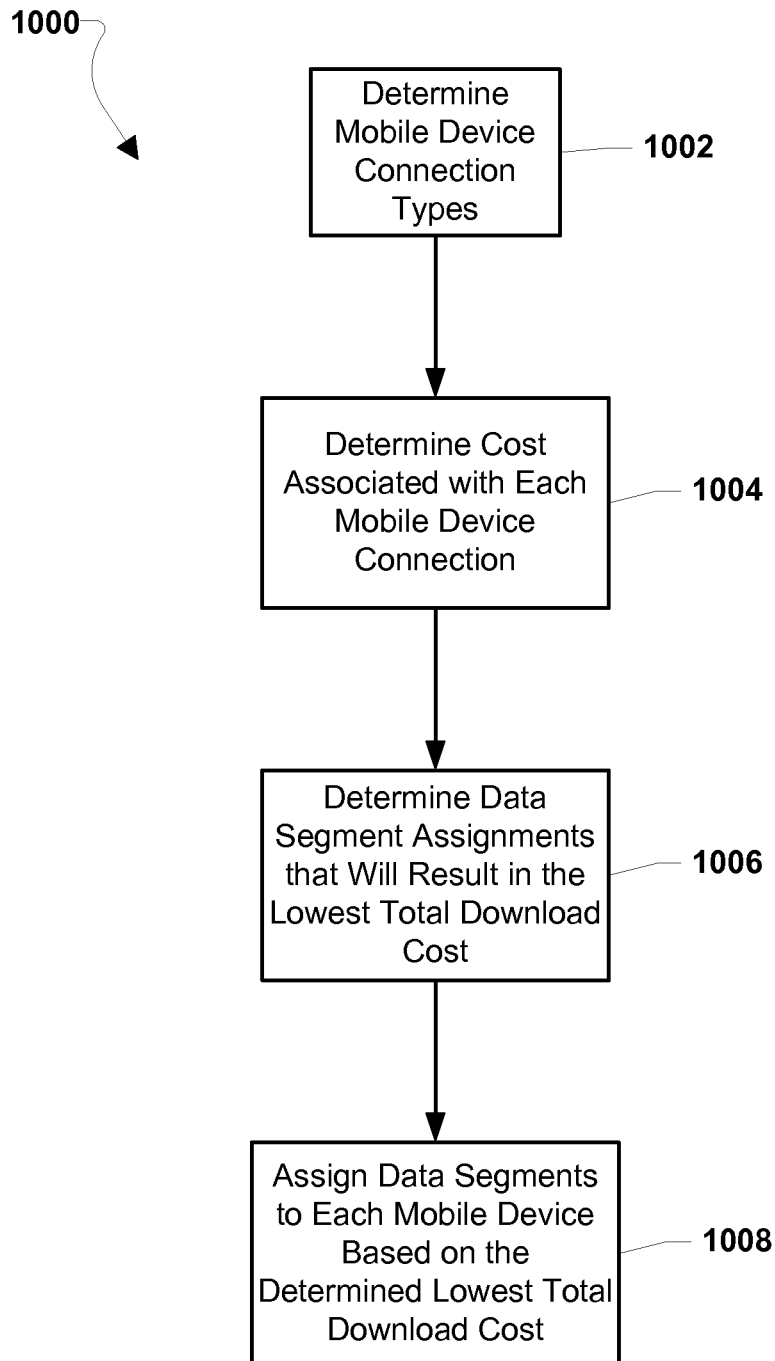 1000
Determine
Mobile Device
Connection
Types
1002
Determine Cost
Associated with Each
Mobile Device
Connection
1004
Determine Data
Segment Assignments
that Will Result in the
Lowest Total Download
Cost
1006
Assign Data Segments
to Each Mobile Device
Based on the
Determined Lowest Total
Download Cost
1008